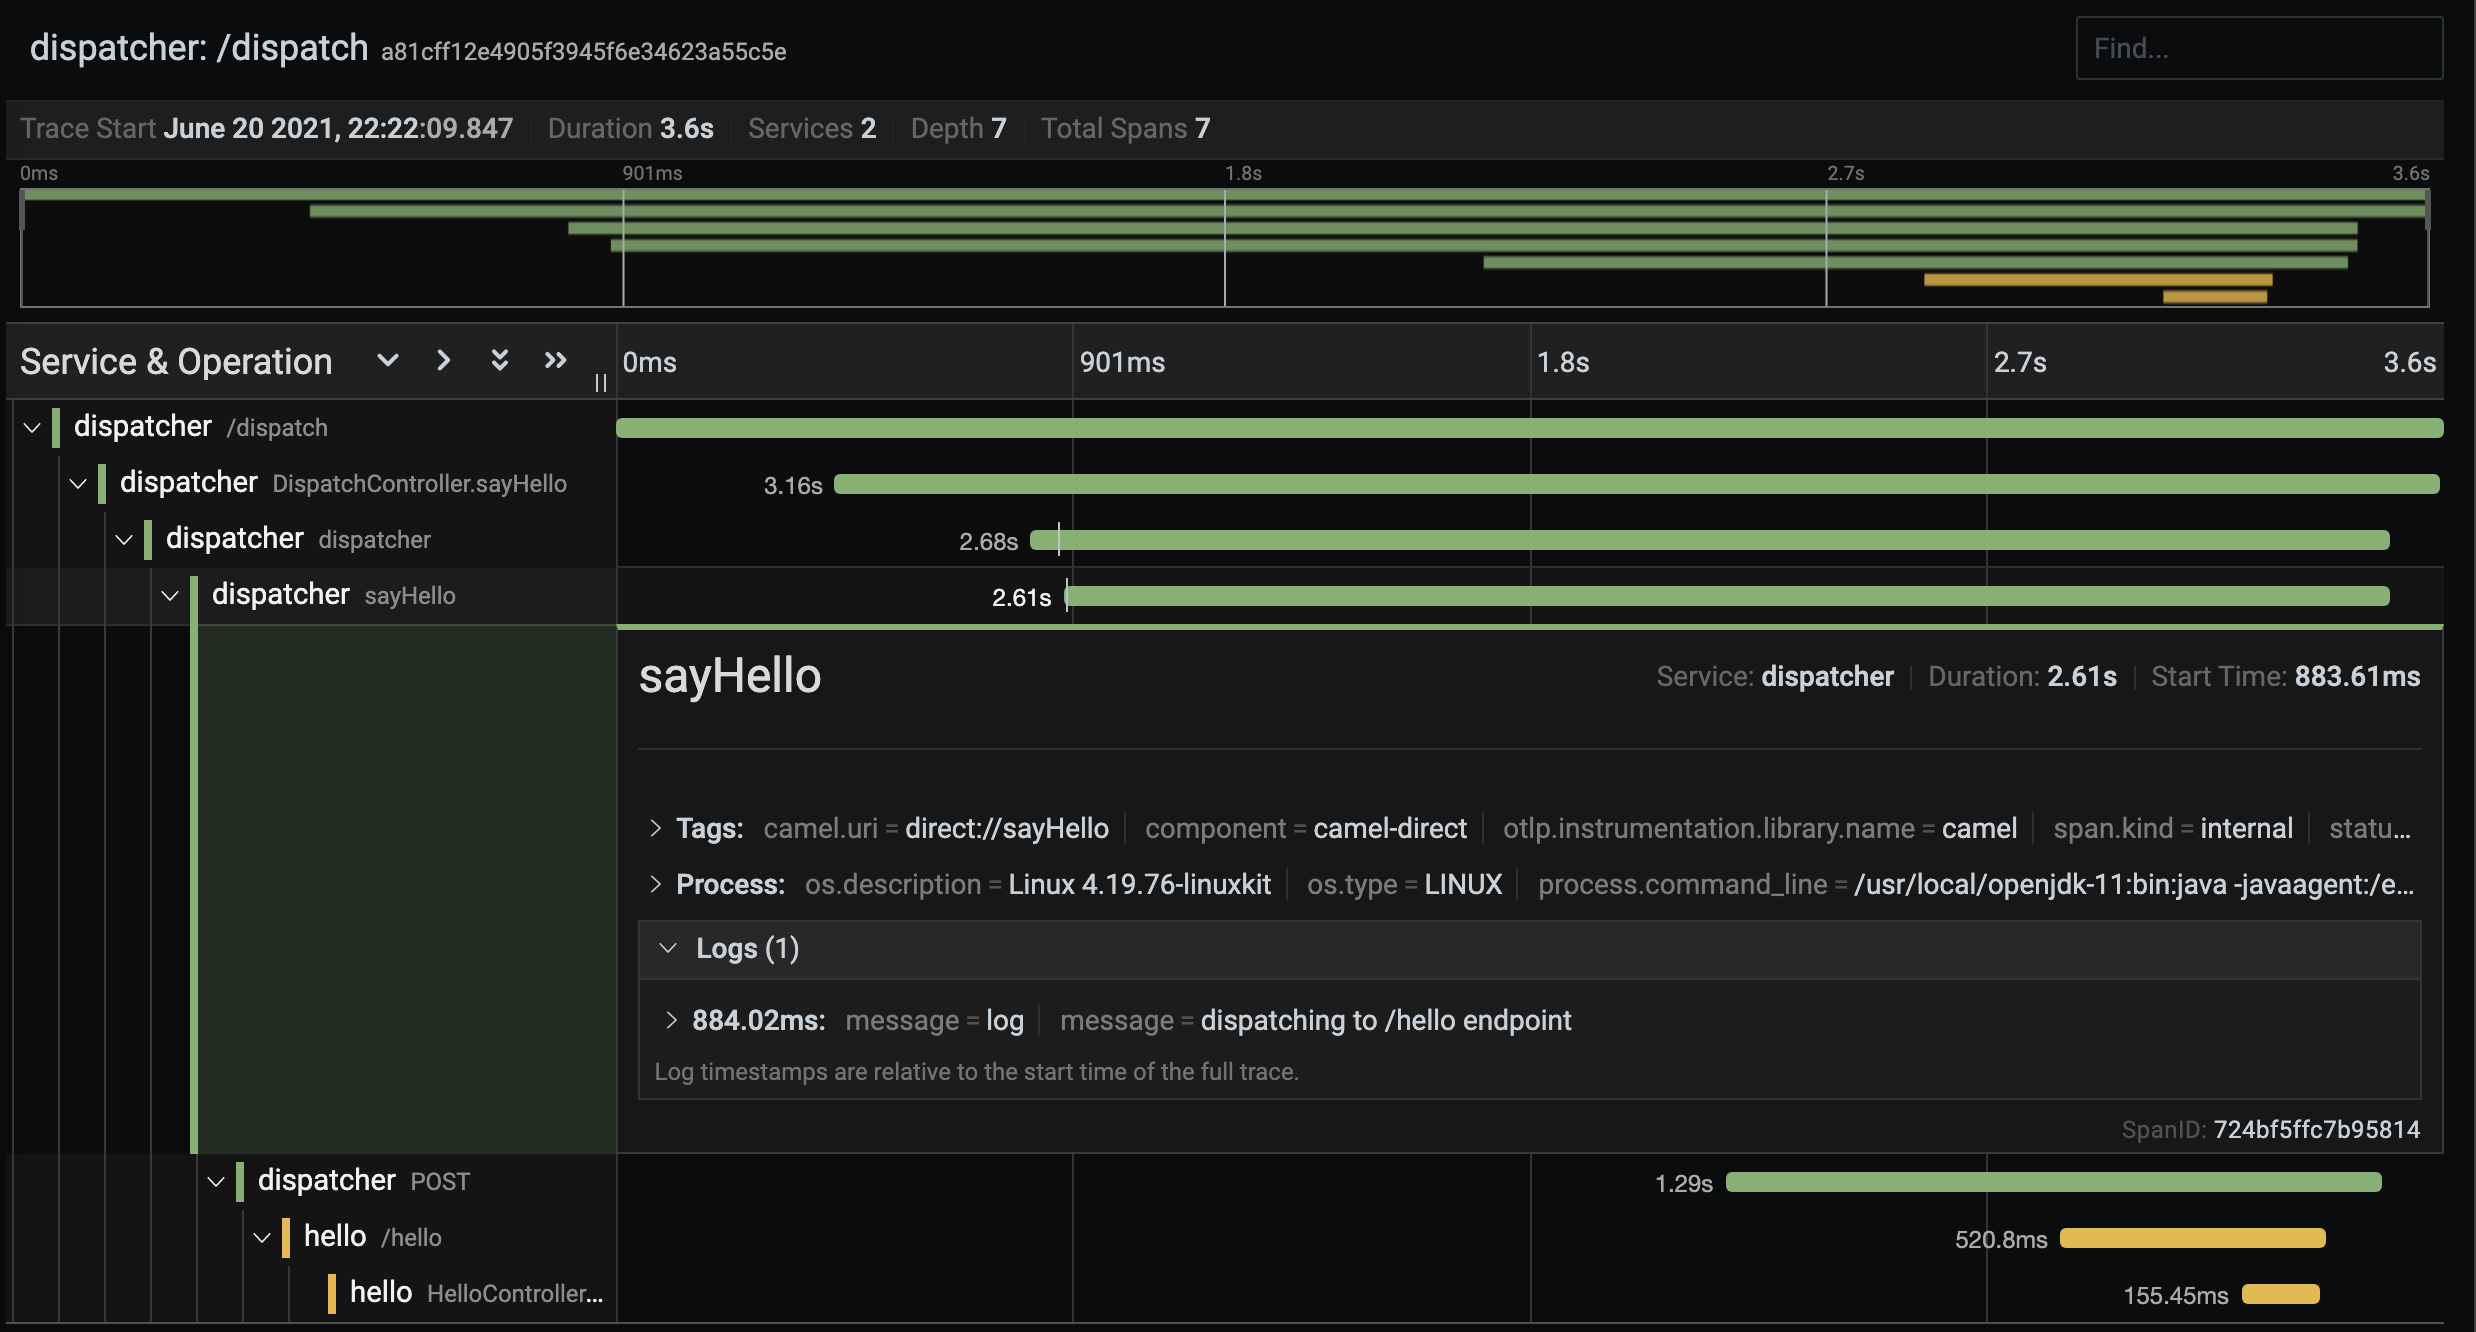 dispatcher: /dispatch a81cff12e4905f3945f6e34623a55c5e
Find...
Trace Start June 20 2021, 22:22:09.847 Duration 3.6s Services 2 Depth 7 Total Spans 7
0ms 901ms 1.8s 2.7s 3.6s
Service & Operation 0ms 901ms 1.8s 2.7s 3.6s
dispatcher /dispatch
dispatcher DispatchController.sayHello 3.16s
dispatcher dispatcher 2.68s
dispatcher sayHello 2.61s
sayHello Service: dispatcher Duration: 2.61s Start Time: 883.61ms
Tags: camel.uri = direct://sayHello component = camel-direct otlp.instrumentation.library.name = camel span.kind = internal statu...
Process: os.description = Linux 4.19.76-linuxkit os.type = LINUX process.command_line = /usr/local/openjdk-11:bin:java -javaagent:/e...
Logs (1)
884.02ms: message = log message = dispatching to /hello endpoint
Log timestamps are relative to the start time of the full trace.
SpanID: 724bf5ffc7b95814
dispatcher POST 1.29s
hello /hello 520.8ms
hello HelloController... 155.45ms